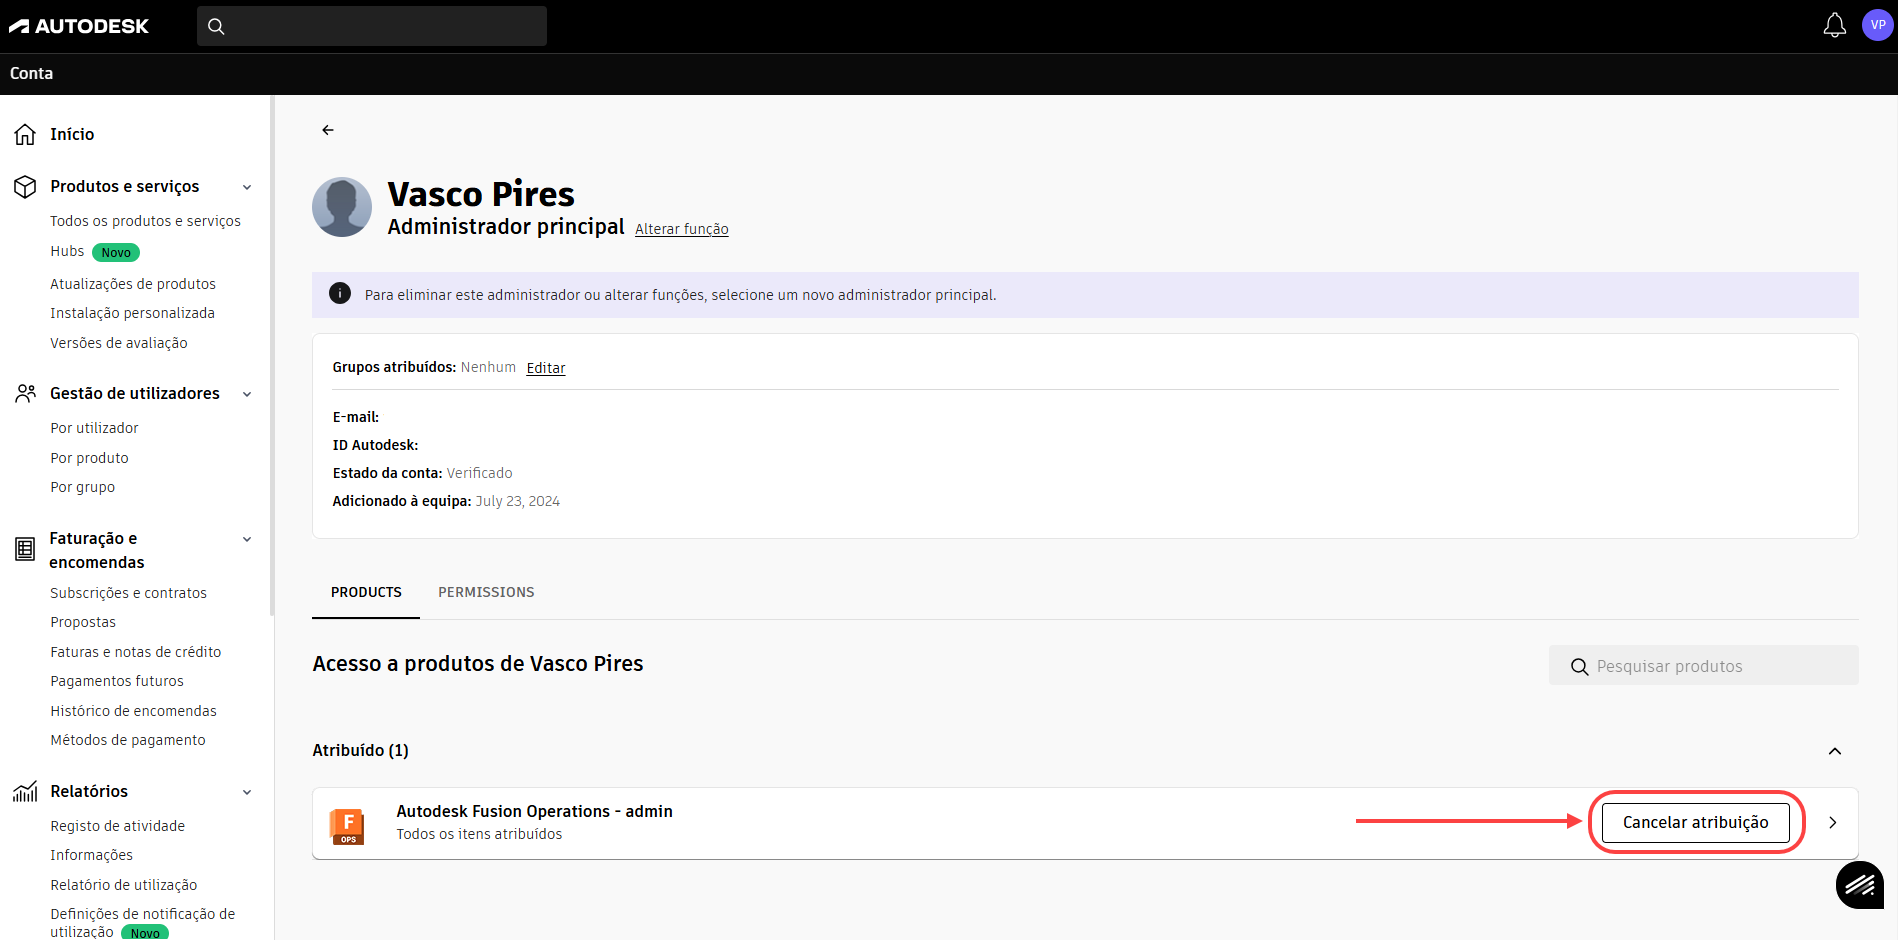 AUTODESK
VP
Conta
Início
Produtos e serviços
Todos os produtos e serviços
Hubs Novo
Atualizações de produtos
Instalação personalizada
Versões de avaliação
Gestão de utilizadores
Por utilizador
Por produto
Por grupo
Faturação e
encomendas
Subscrições e contratos
Propostas
Faturas e notas de crédito
Pagamentos futuros
Histórico de encomendas
Métodos de pagamento
Relatórios
Registo de atividade
Informações
Relatório de utilização
Definições de notificação de
utilização Novo
Vasco Pires
Administrador principal Alterar função
Para eliminar este administrador ou alterar funções, selecione um novo administrador principal.
Grupos atribuídos: Nenhum Editar
E-mail:
ID Autodesk:
Estado da conta: Verificado
Adicionado à equipa: July 23, 2024
PRODUCTS PERMISSIONS
Acesso a produtos de Vasco Pires
Pesquisar produtos
Atribuído (1)
F
OPS
Autodesk Fusion Operations - admin
Todos os itens atribuídos
Cancelar atribuição